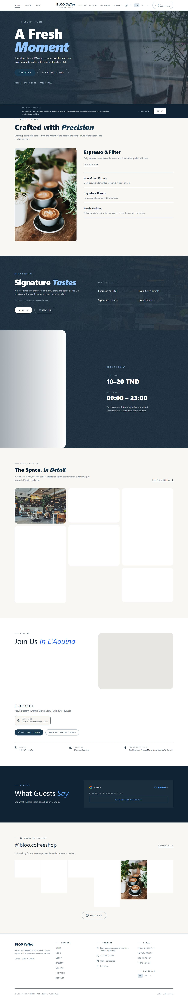 HOME MENU ABOUT BLOO Coffee GALLERY REVIEWS LOCATION CONTACT EN FR GET DIRECTIONS
L'AOUINA · TUNIS
L'AOUINA · TUNIS
A Fresh
Moment
Specialty coffee in L'Aouina — espresso, filter and pour-
over brewed to order, with fresh pastries to match.
OUR MENU GET DIRECTIONS
COFFEE · BAKED GOODS · FRESH DAILY
COOKIES & PRIVACY
We only use a few necessary cookies to remember your language preference and keep the site working. No tracking
or advertising cookies.
LEARN MORE GOT IT
OUR OFFERINGS
Crafted with Precision
Every cup starts with care — from the weight of the dose to the temperature of the water. Here
is what we pour.
Espresso & Filter
Daily espresso, americano, flat white and filter coffee, pulled with care.
OUR MENU
Pour-Over Rituals
Slow-brewed filter coffee prepared in front of you.
Signature Blends
House signatures, served hot or iced.
Fresh Pastries
Baked goods to pair with your cup — check the counter for today.
MENU PREVIEW
Signature Tastes
A focused menu of espresso drinks, slow-brews and baked goods. Our
selection varies, so ask our team about today's specials.
Full menu and prices are available in-store.
MENU CONTACT US
YOU'LL USUALLY FIND
Espresso & Filter Pour-Over Rituals
Signature Blends Fresh Pastries
GOOD TO KNOW
PER PERSON
10–20 TND
OPEN DAILY
09:00 – 23:00
Two things worth knowing before you set off.
Everything else is confirmed at the counter.
VISUAL STORIES
The Space, In Detail
A calm corner for your first coffee, a table for a slow silent session, a window spot
to watch L'Aouina wake up.
SEE THE GALLERY
FIND US
Join Us In L'Aouina
BLOO COFFEE
Rés. Houssem, Avenue Mongi Slim, Tunis 2045, Tunisia
09:00 – 23:00
Sunday – Thursday 09:00 – 23:00
GET DIRECTIONS VIEW ON GOOGLE MAPS
CALL US
+216 54 472 945
FOLLOW US
@bloo.coffeeshop
VIEW ON GOOGLE MAPS
Rés. Houssem, Avenue Mongi Slim, Tunis 2045, Tunisia
REVIEWS
What Guests Say
See what visitors share about us on Google.
GOOGLE
25 — BASED ON GOOGLE REVIEWS
READ REVIEWS ON GOOGLE
@BLOO.COFFEESHOP
@bloo.coffeeshop
Follow along for the latest cups, pastries and moments at the bar.
FOLLOW US
FOLLOW US
BLOO Coffee
A specialty coffee shop in L'Aouina, Tunis —
espresso, filter, pour-over and fresh pastries.
Coffee • Craft • Comfort
EXPLORE
HOME
MENU
ABOUT
GALLERY
REVIEWS
LOCATION
CONTACT
CONTACT
Rés. Houssem, Avenue Mongi Slim,
Tunis 2045, Tunisia
+216 54 472 945
@bloo.coffeeshop
Directions
LEGAL
TERMS OF SERVICE
PRIVACY POLICY
COOKIE POLICY
LEGAL NOTICE
LANGUAGE
EN FR
© 2026 BLOO COFFEE. ALL RIGHTS RESERVED.
Coffee • Craft • Comfort